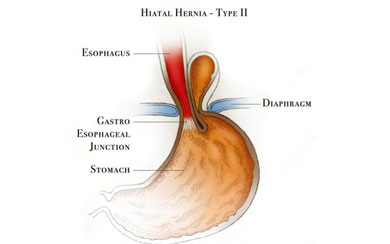 Hiatal Hernia - Type II
Esophagus
Diaphragm
Gastro
Esophageal
Junction
Stomach